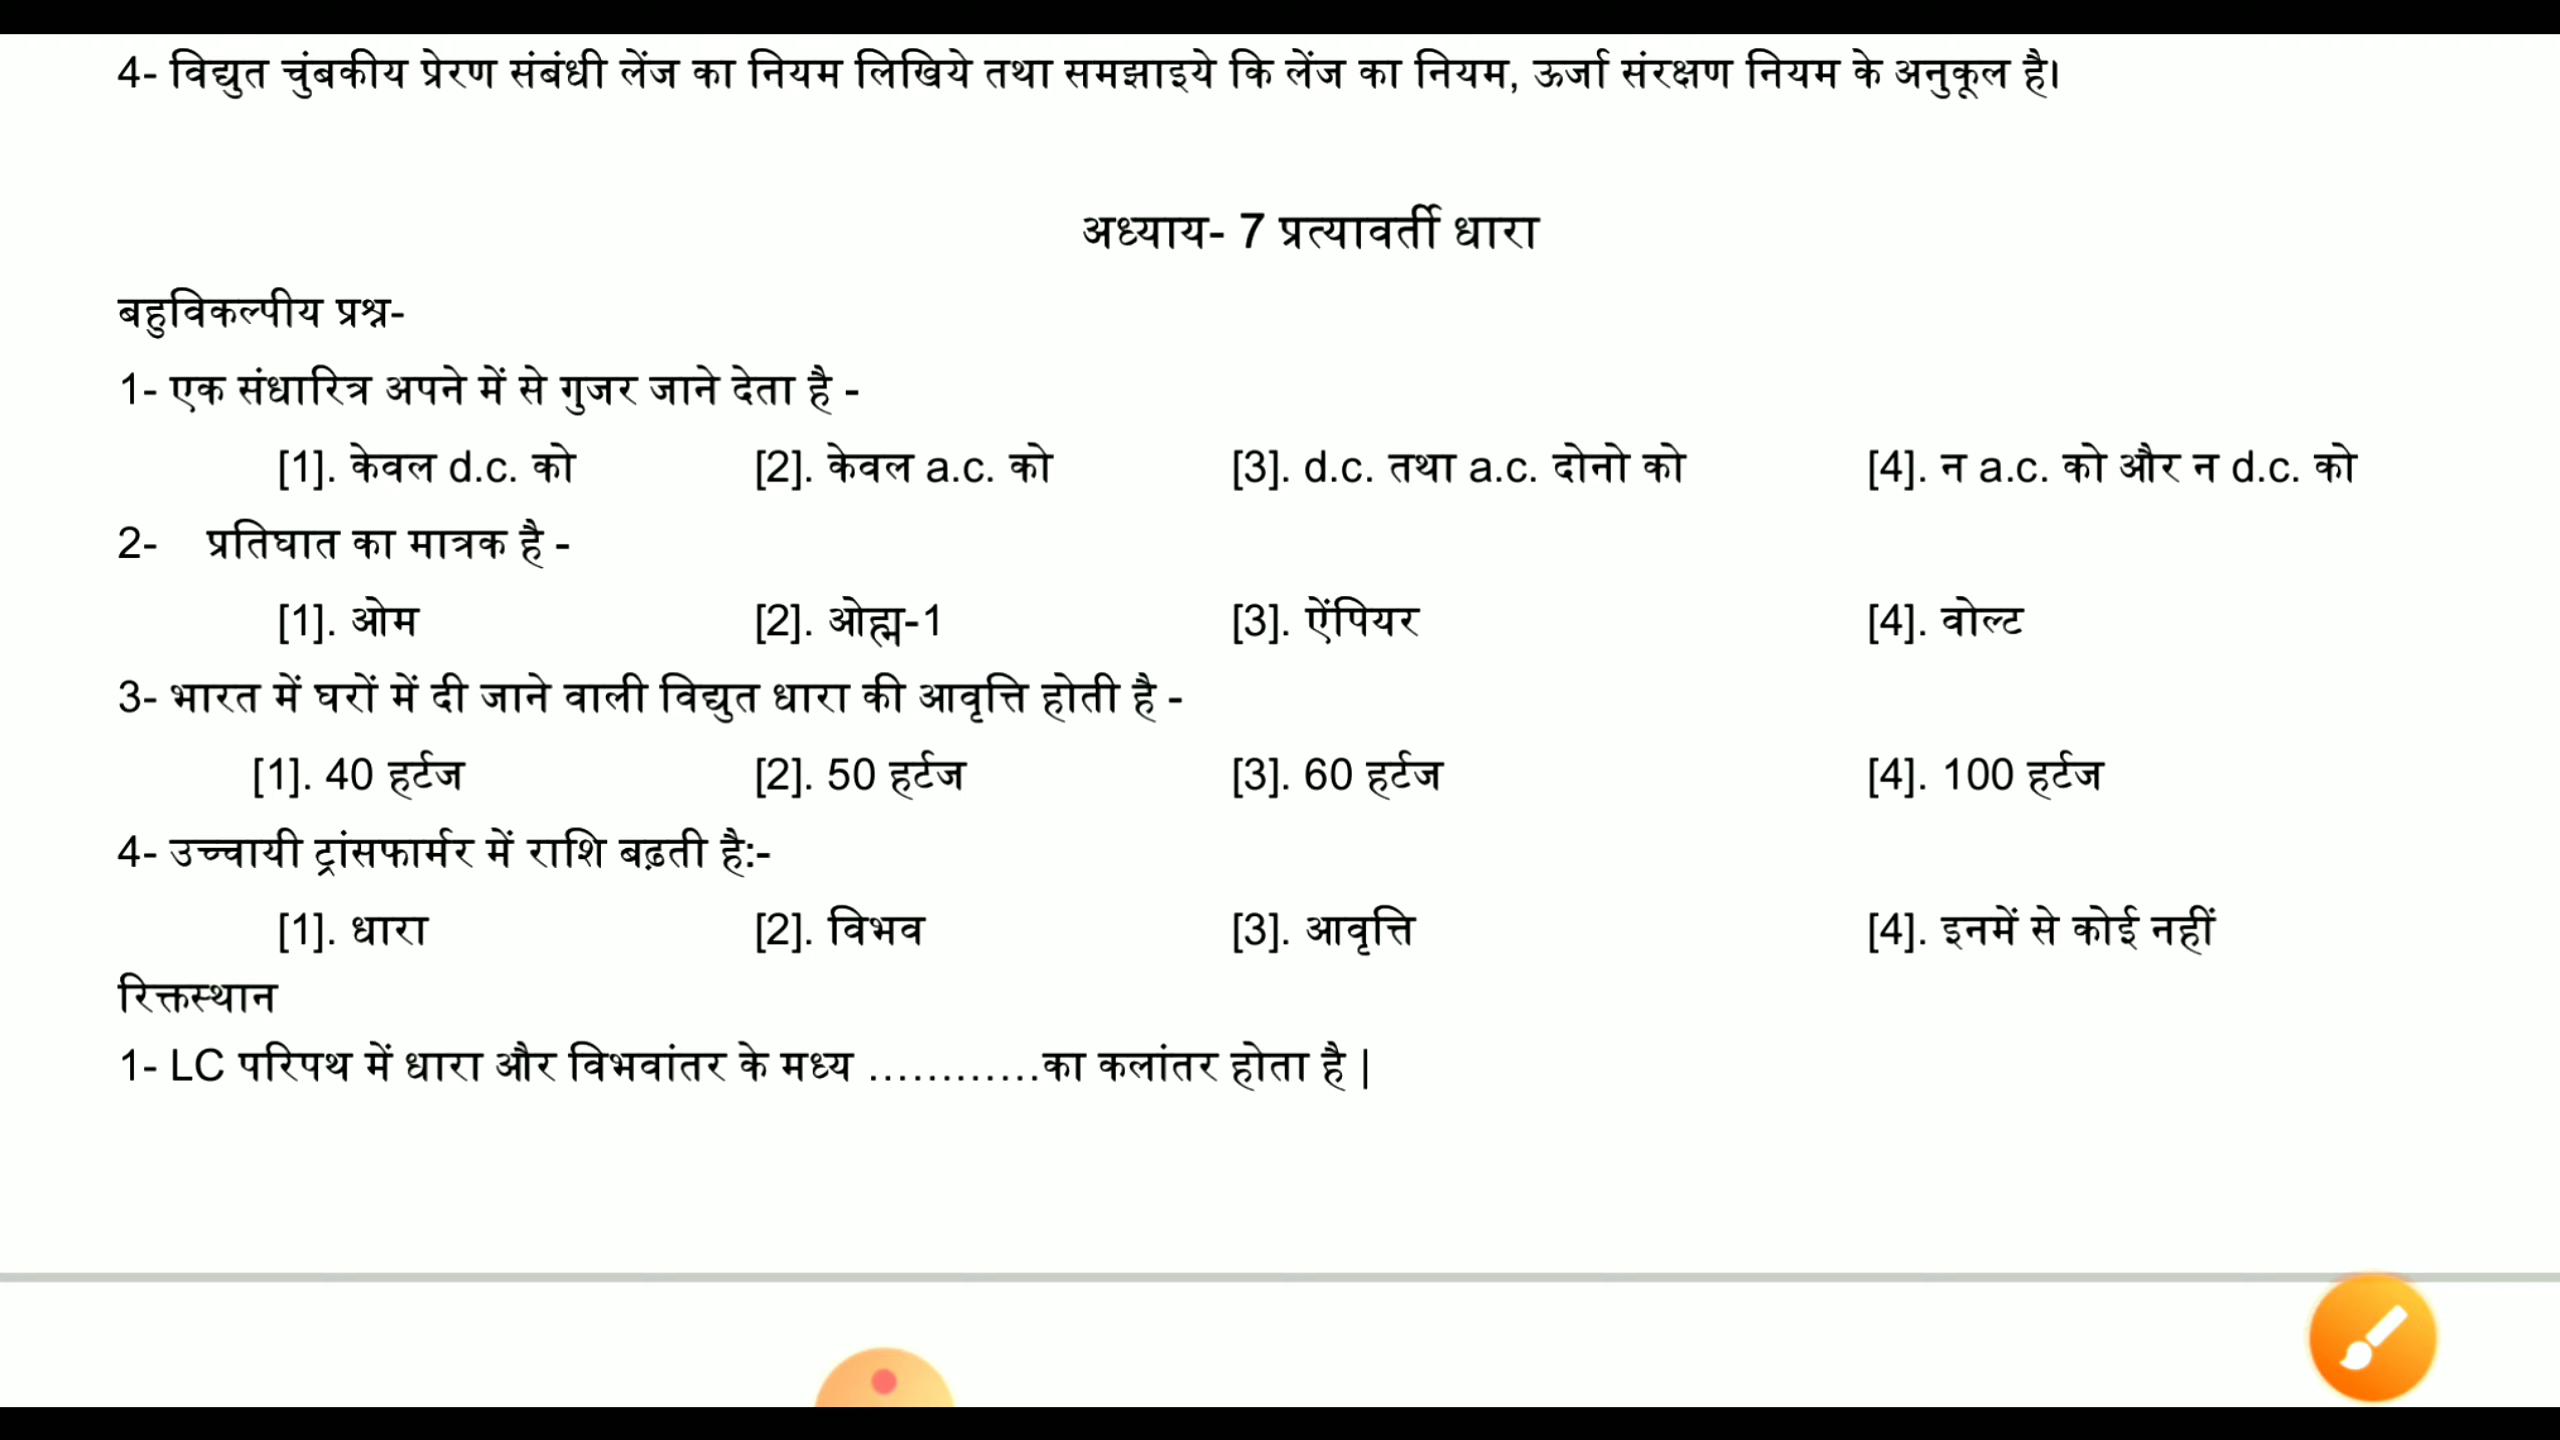 4- विद्युत चुंबकीय प्रेरण संबंधी लेंज का नियम लिखिये तथा समझाइये कि लेंज का नियम, ऊर्जा संरक्षण नियम के अनुकूल है।
अध्याय- 7 प्रत्यावर्ती धारा
बहुविकल्पीय प्रश्न-
1- एक संधारित्र अपने में से गुजर जाने देता है -
[1]. केवल d.c. को [2]. केवल a.c. को [3]. d.c. तथा a.c. दोनो को [4]. न a.c. को और न d.c. को
2- प्रतिघात का मात्रक है -
[1]. ओम [2]. ओह्म-1 [3]. ऐंपियर [4]. वोल्ट
3- भारत में घरों में दी जाने वाली विद्युत धारा की आवृत्ति होती है -
[1]. 40 हर्टज [2]. 50 हर्टज [3]. 60 हर्टज [4]. 100 हर्टज
4- उच्चायी ट्रांसफार्मर में राशि बढ़ती है:-
[1]. धारा [2]. विभव [3]. आवृत्ति [4]. इनमें से कोई नहीं
रिक्तस्थान
1- LC परिपथ में धारा और विभवांतर के मध्य ............का कलांतर होता है |